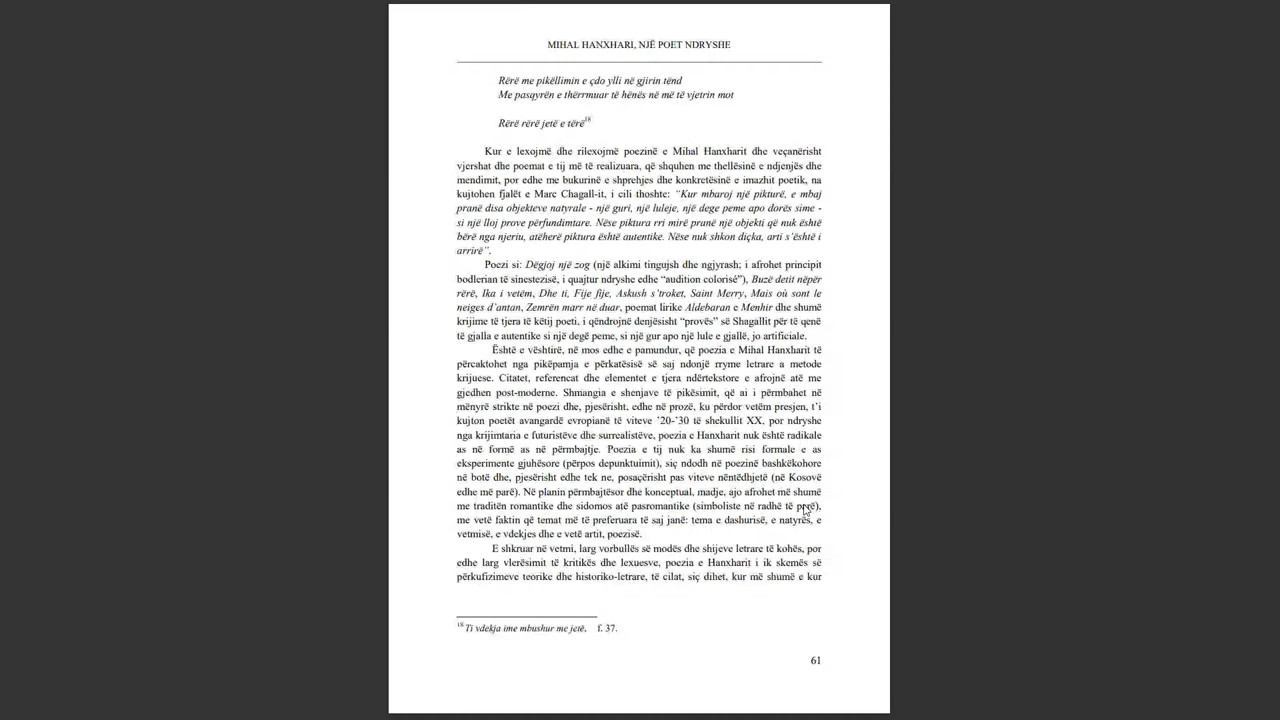 MIHAL HANXHARI, NJË POET NDRYSHE
Rërë me pikëllimin e çdo ylli në gjirin tënd
Me pasqyrën e thërrmuar të hënës në më të vjetrin mot
Rërë rërë jetë e tërë18
Kur e lexojmë dhe rilexojmë poezinë e Mihal Hanxharit dhe veçanërisht
vjershat dhe poemat e tij më të realizuara, që shquhen me thellësinë e ndjenjës dhe
mendimit, por edhe me bukurinë e shprehjes dhe konkretësinë e imazhit poetik, na
kujtohen fjalët e Marc Chagall-it, i cili thoshte: “Kur mbaroj një pikturë, e mbaj
pranë disa objekteve natyrale - një guri, një luleje, një dege peme apo dorës sime -
si një lloj prove përfundimtare. Nëse piktura rri mirë pranë një objekti që nuk është
bërë nga njeriu, atëherë piktura është autentike. Nëse nuk shkon diçka, arti s’është i
arrirë”.
Poezi si: Dëgjoj një zog (një alkimi tingujsh dhe ngjyrash; i afrohet principit
bodlerian të sinestezisë, i quajtur ndryshe edhe “audition colorisé”), Buzë detit nëpër
rërë, Ika i vetëm, Dhe ti, Fije fije, Askush s’troket, Saint Merry, Mais où sont le
neiges d’antan, Zemrën marr në duar, poemat lirike Aldebaran e Menhir dhe shumë
krijime të tjera të këtij poeti, i qëndrojnë denjësisht “provës” së Shagallit për të qenë
të gjalla e autentike si një degë peme, si një gur apo një lule e gjallë, jo artificiale.
Është e vështirë, në mos edhe e pamundur, që poezia e Mihal Hanxharit të
përcaktohet nga pikëpamja e përkatësisë së saj ndonjë rryme letrare a metode
krijuese. Citatet, referencat dhe elementet e tjera ndërtekstore e afrojnë atë me
gjedhen post-moderne. Shmangia e shenjave të pikësimit, që ai i përmbahet në
mënyrë strikte në poezi dhe, pjesërisht, edhe në prozë, ku përdor vetëm presjen, t’i
kujton poetët avangardë evropianë të viteve ’20-’30 të shekullit XX, por ndryshe
nga krijimtaria e futuristëve dhe surrealistëve, poezia e Hanxharit nuk është radikale
as në formë as në përmbajtje. Poezia e tij nuk ka shumë risi formale e as
eksperimente gjuhësore (përpos depunktuimit), siç ndodh në poezinë bashkëkohore
në botë dhe, pjesërisht edhe tek ne, posaçërisht pas viteve nëntëdhjetë (në Kosovë
edhe më parë). Në planin përmbajtësor dhe konceptual, madje, ajo afrohet më shumë
me traditën romantike dhe sidomos atë pasromantike (simboliste në radhë të parë),
me vetë faktin që temat më të preferuara të saj janë: tema e dashurisë, e natyrës, e
vetmisë, e vdekjes dhe e vetë artit, poezisë.
E shkruar në vetmi, larg vorbullës së modës dhe shijeve letrare të kohës, por
edhe larg vlerësimit të kritikës dhe lexuesve, poezia e Hanxharit i ik skemës së
përkufizimeve teorike dhe historiko-letrare, të cilat, siç dihet, kur më shumë e kur
18 Ti vdekja ime mbushur me jetë, f. 37.
61